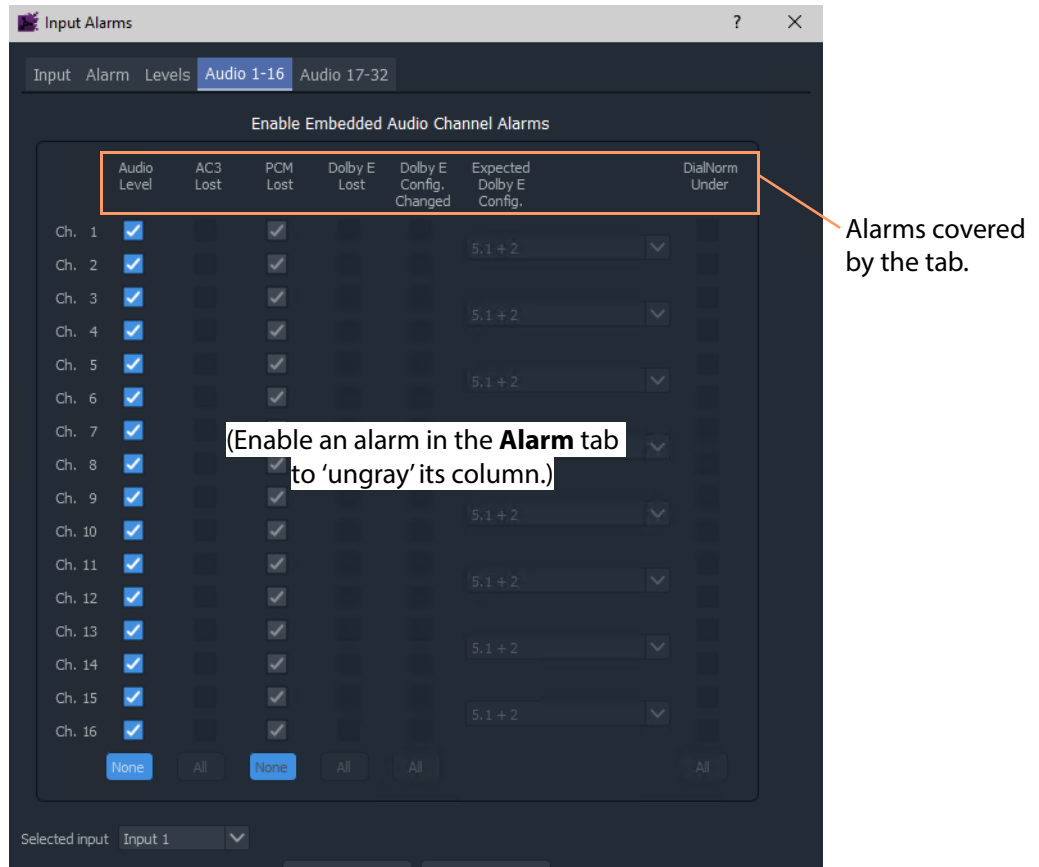 Input Alarms ? ×
Input Alarm Levels Audio 1-16 Audio 17-32
Enable Embedded Audio Channel Alarms
Audio Level AC3 Lost PCM Lost Dolby E Lost Dolby E Config. Changed Expected Dolby E Config. DialNorm Under
Alarms covered
by the tab.
Ch. 1
5.1 + 2
Ch. 2
Ch. 3
5.1 + 2
Ch. 4
Ch. 5
5.1 + 2
Ch. 6
Ch. 7
(Enable an alarm in the Alarm tab
to ‘ungray’ its column.)
Ch. 8
Ch. 9
5.1 + 2
Ch. 10
Ch. 11
5.1 + 2
Ch. 12
Ch. 13
5.1 + 2
Ch. 14
Ch. 15
5.1 + 2
Ch. 16
None All None All All All
Selected input Input 1